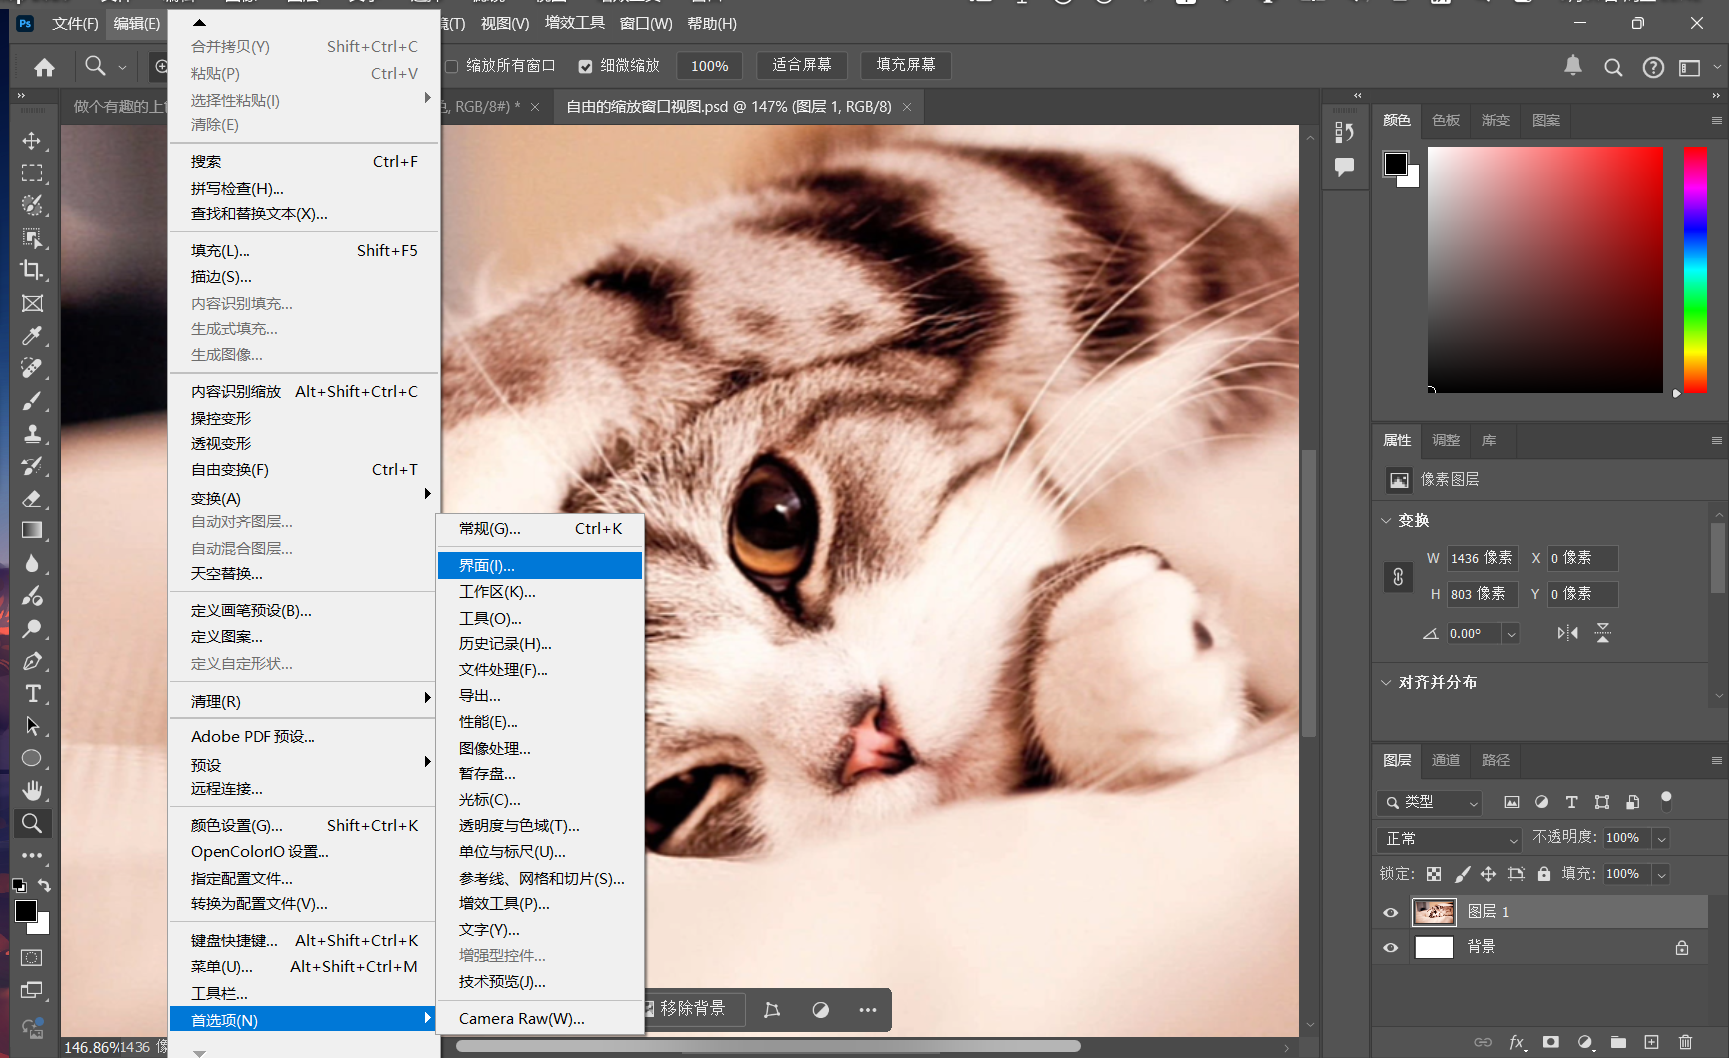 Ps 文件(F) 编辑(E) 视图(V) 增效工具 窗口(W) 帮助(H)
缩放所有窗口 细微缩放 100% 适合屏幕 填充屏幕
做个有趣的上 RGB/8#) * × 自由的缩放窗口视图.psd @ 147% (图层 1, RGB/8) ×
合并拷贝(Y) Shift+Ctrl+C
粘贴(P) Ctrl+V
选择性粘贴(I)
清除(E)
搜索 Ctrl+F
拼写检查(H)...
查找和替换文本(X)...
填充(L)... Shift+F5
描边(S)...
内容识别填充...
生成式填充...
生成图像...
内容识别缩放 Alt+Shift+Ctrl+C
操控变形
透视变形
自由变换(F) Ctrl+T
变换(A)
自动对齐图层...
自动混合图层...
天空替换...
定义画笔预设(B)...
定义图案...
定义自定形状...
清理(R)
Adobe PDF 预设...
预设
远程连接...
颜色设置(G)... Shift+Ctrl+K
OpenColorIO 设置...
指定配置文件...
转换为配置文件(V)...
键盘快捷键... Alt+Shift+Ctrl+K
菜单(U)... Alt+Shift+Ctrl+M
工具栏...
首选项(N)
常规(G)... Ctrl+K
界面(I)...
工作区(K)...
工具(O)...
历史记录(H)...
文件处理(F)...
导出...
性能(E)...
图像处理...
暂存盘...
光标(C)...
透明度与色域(T)...
单位与标尺(U)...
参考线、网格和切片(S)...
增效工具(P)...
文字(Y)...
增强型控件...
技术预览(J)...
Camera Raw(W)...
移除背景
146.86% 1436 像
颜色 色板 渐变 图案
属性 调整 库
像素图层
变换
W 1436 像素 X 0 像素
H 803 像素 Y 0 像素
0.00°
对齐并分布
图层 通道 路径
类型
正常 不透明度: 100%
锁定: 填充: 100%
图层 1
背景